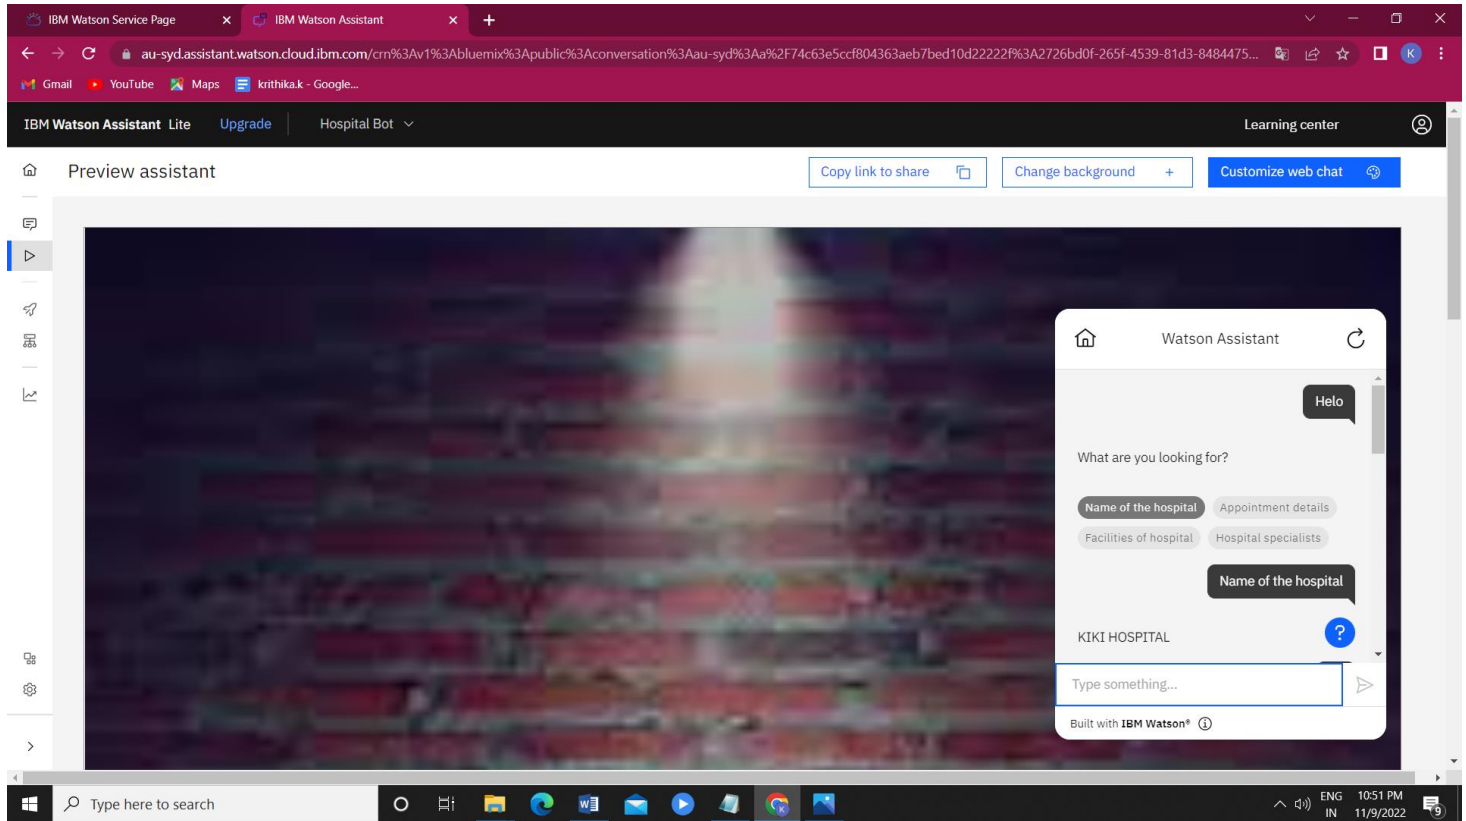 IBM Watson Service Page
IBM Watson Assistant
au-syd.assistant.watson.cloud.ibm.com/crn%3Av1%3Abluemix%3Apublic%3Aconversation%3Aau-syd%3Aa%2F74c63e5ccf804363aeb7bed10d22222f%3A2726bd0f-265f-4539-81d3-8484475...
K
Gmail YouTube Maps krithika.k - Google...
IBM Watson Assistant Lite Upgrade Hospital Bot Learning center
Preview assistant Copy link to share Change background + Customize web chat
Watson Assistant
Helo
What are you looking for?
Name of the hospital Appointment details
Facilities of hospital Hospital specialists
Name of the hospital
KIKI HOSPITAL
?
Type something...
Built with IBM Watson®
Type here to search
ENG 10:51 PM
IN 11/9/2022
9